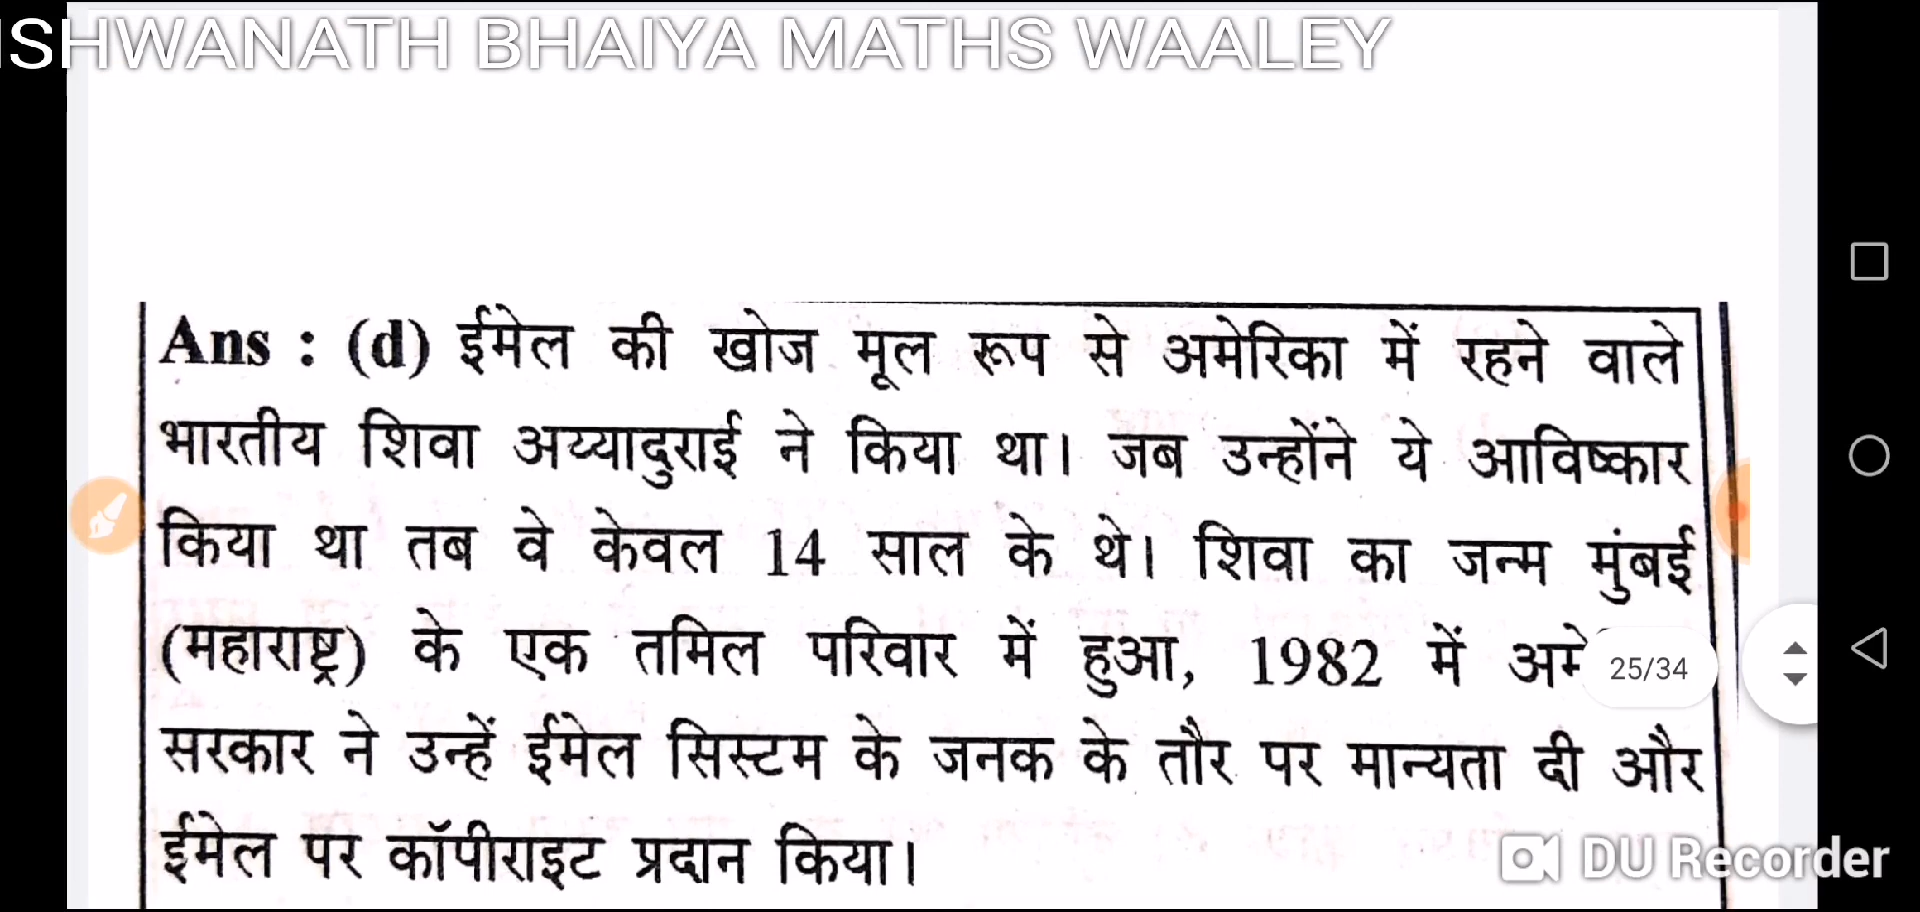 ISHWANATH BHAIYA MATHS WAALEY
Ans : (d) ईमेल की खोज मूल रूप से अमेरिका में रहने वाले
भारतीय शिवा अय्यादुराई ने किया था। जब उन्होंने ये आविष्कार
किया था तब वे केवल 14 साल के थे। शिवा का जन्म मुंबई
(महाराष्ट्र) के एक तमिल परिवार में हुआ, 1982 में
25/34
सरकार ने उन्हें ईमेल सिस्टम के जनक के तौर पर मान्यता दी और
ईमेल पर कॉपीराइट प्रदान किया।
DU Recorder